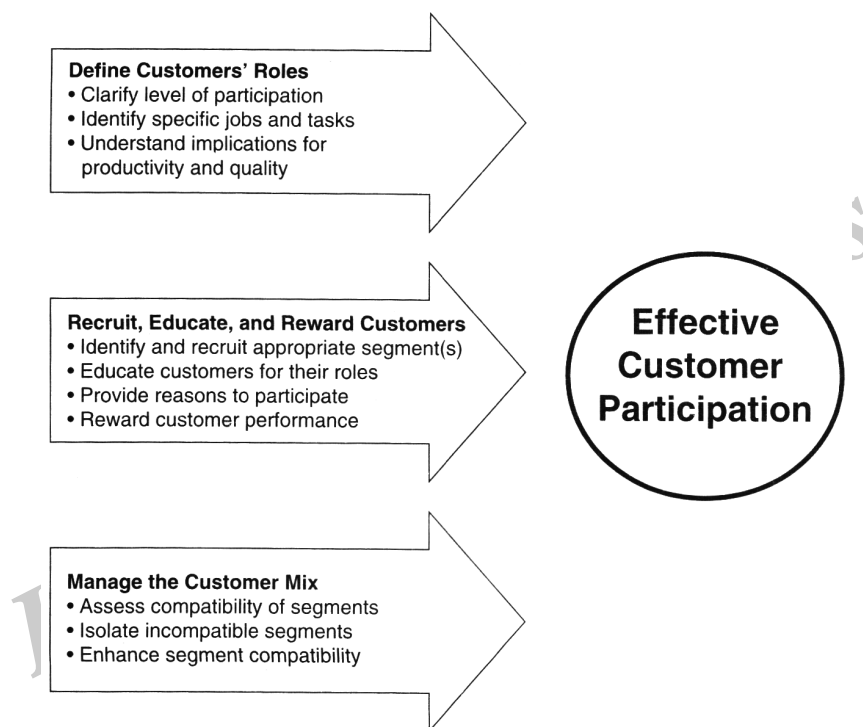 Define Customers' Roles
• Clarify level of participation
• Identify specific jobs and tasks
• Understand implications for
productivity and quality
Recruit, Educate, and Reward Customers
• Identify and recruit appropriate segment(s)
• Educate customers for their roles
• Provide reasons to participate
• Reward customer performance
Effective
Customer
Participation
Manage the Customer Mix
• Assess compatibility of segments
• Isolate incompatible segments
• Enhance segment compatibility